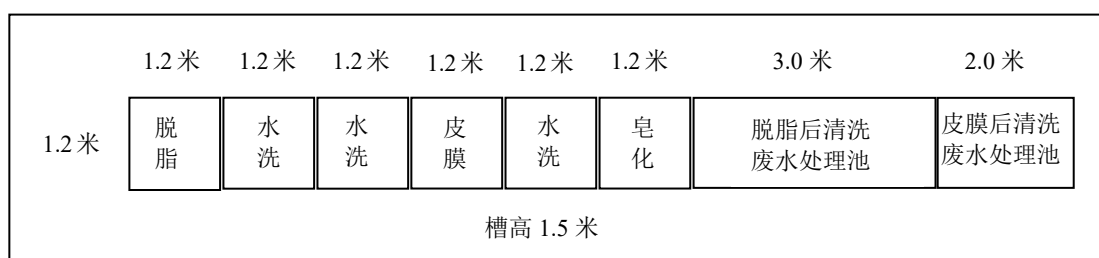 1.2米 1.2米 1.2米 1.2米 1.2米 1.2米 3.0 米 2.0 米
1.2米
脱
脂
水
洗
水
洗
皮
膜
水
洗
皂
化
脱脂后清洗
废水处理池
皮膜后清洗
废水处理池
槽高 1.5 米